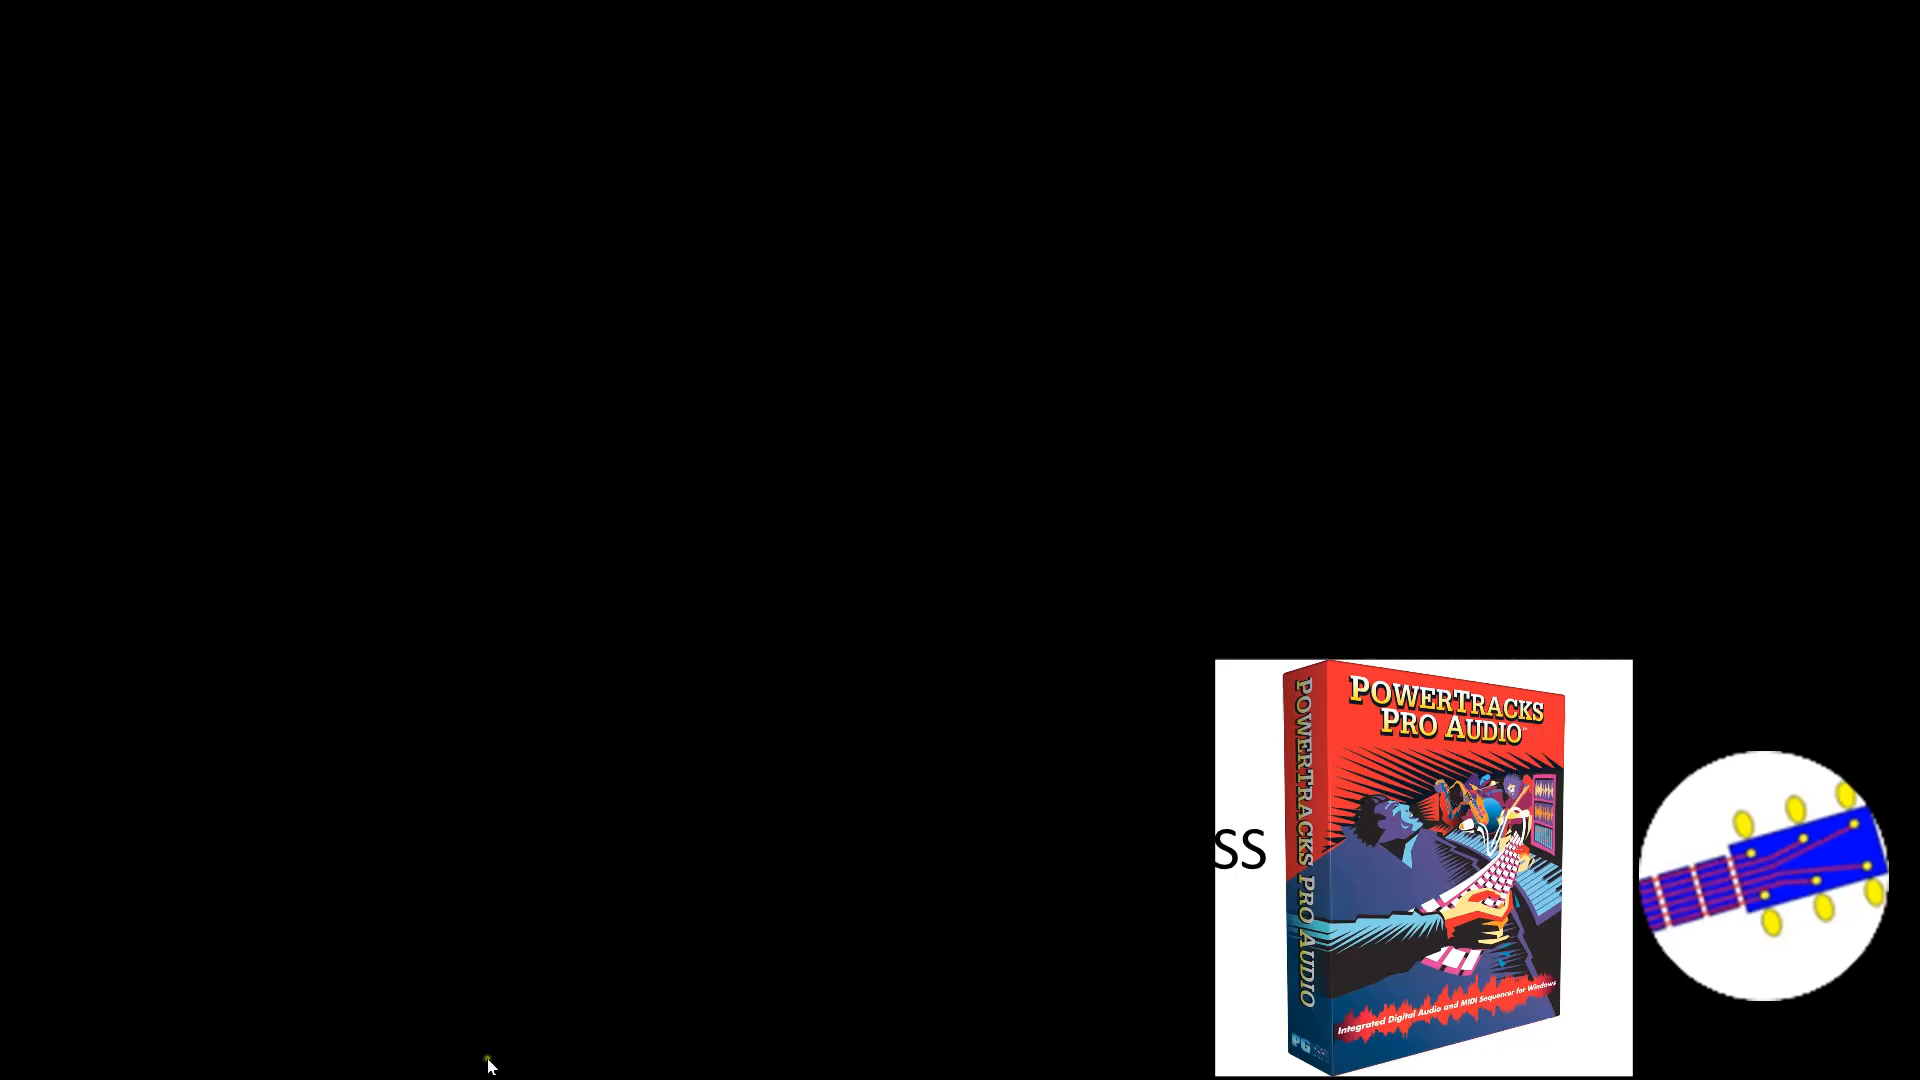 POWERTRACKS
PRO AUDIO
POWERTRACKS PRO AUDIO
ss
Integrated Digital Audio and MIDI Sequencer for Windows
PG